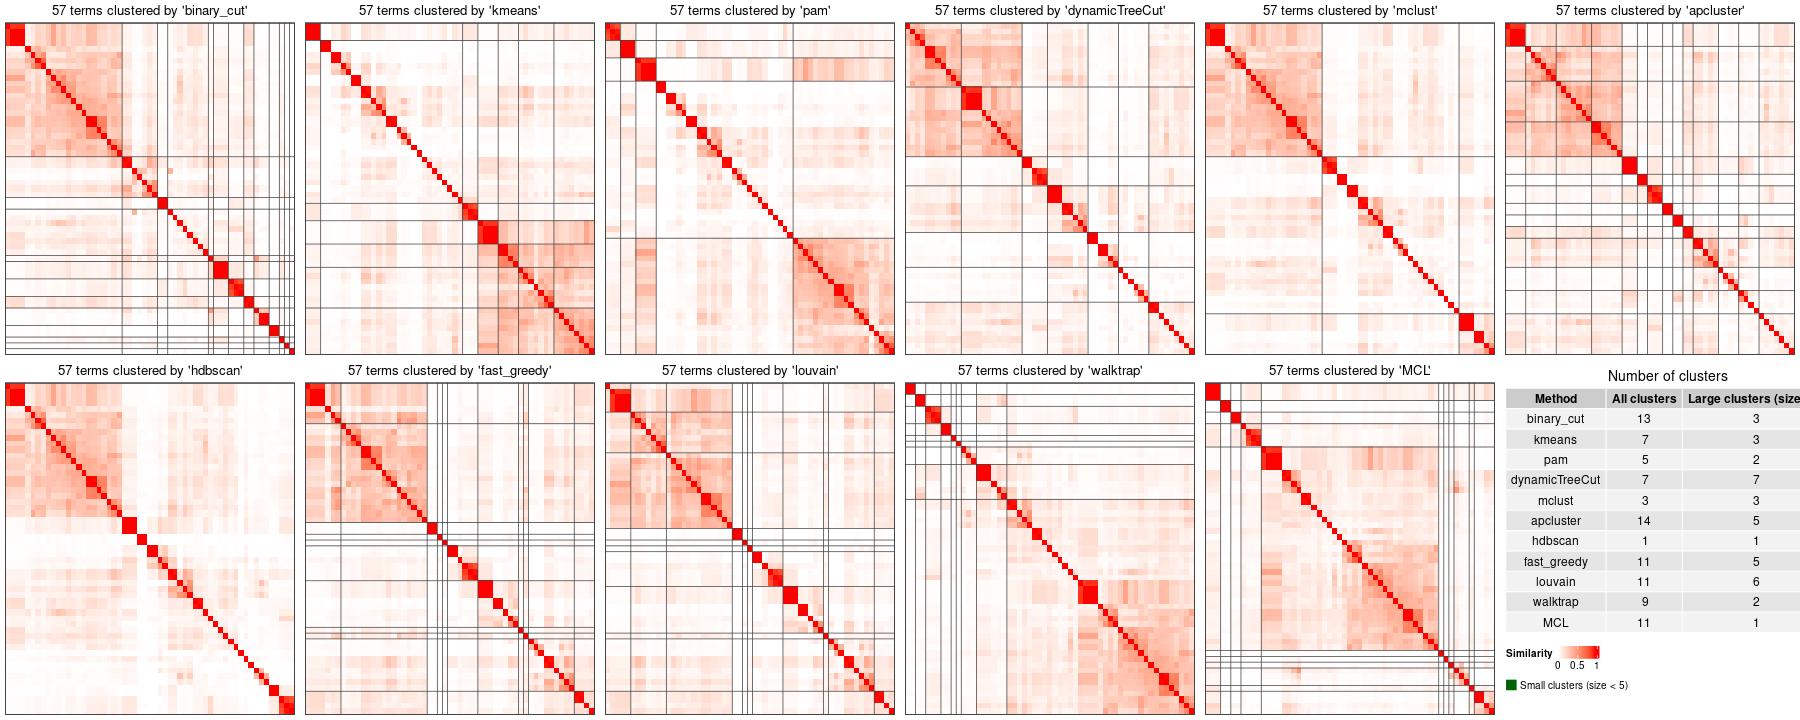 57 terms clustered by 'binary_cut'
57 terms clustered by 'kmeans'
57 terms clustered by 'pam'
57 terms clustered by 'dynamicTreeCut'
57 terms clustered by 'mclust'
57 terms clustered by 'apcluster'
57 terms clustered by 'hdbscan'
57 terms clustered by 'fast_greedy'
57 terms clustered by 'louvain'
57 terms clustered by 'walktrap'
57 terms clustered by 'MCL'
Number of clusters
Method All clusters Large clusters (size
binary_cut 13 3
kmeans 7 3
pam 5 2
dynamicTreeCut 7 7
mclust 3 3
apcluster 14 5
hdbscan 1 1
fast_greedy 11 5
louvain 11 6
walktrap 9 2
MCL 11 1
Similarity
0 0.5 1
Small clusters (size < 5)